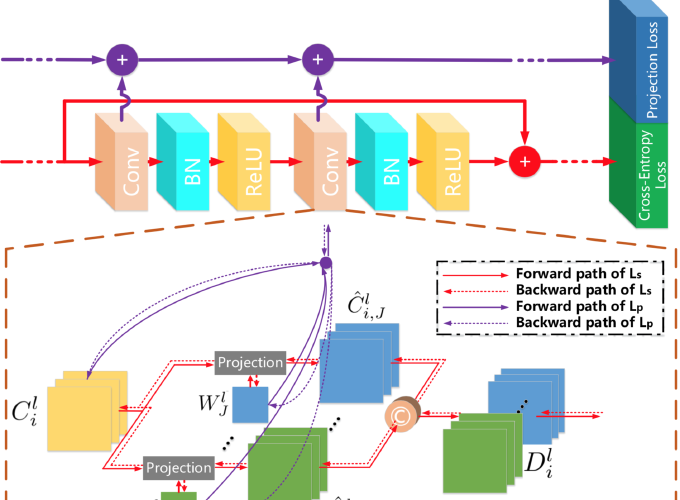 +
+
Projection Loss
Conv
BN
ReLU
Conv
BN
ReLU
+
Cross-Entropy
Loss
Forward path of Ls
Backward path of Ls
Forward path of Lp
Backward path of Lp
Ĉ^l_{i,J}
Projection
C^l_i
W^l_J
©
D^l_i
Projection